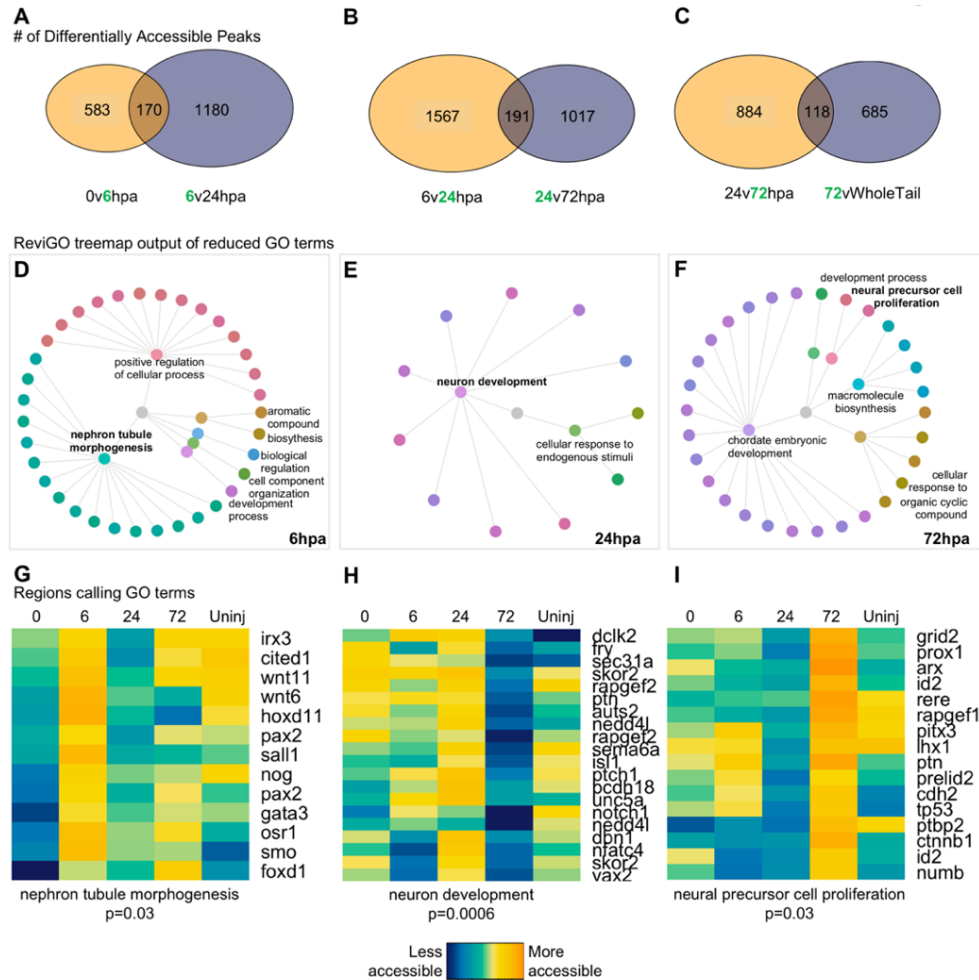 A
# of Differentially Accessible Peaks
583 170 1180
0v6hpa 6v24hpa
B
1567 191 1017
6v24hpa 24v72hpa
C
884 118 685
24v72hpa 72vWholeTail
ReviGO treemap output of reduced GO terms
D
positive regulation
of cellular process
nephron tubule
morphogenesis
aromatic
compound
biosythesis
biological
regulation
cell component
organization
development
process
6hpa
E
neuron development
cellular response to
endogenous stimuli
24hpa
F
development process
neural precursor cell
proliferation
macromolecule
biosynthesis
chordate embryonic
development
cellular
response to
organic cyclic
compound
72hpa
G
Regions calling GO terms
0 6 24 72 Uninj
irx3
cited1
wnt11
wnt6
hoxd11
pax2
sall1
nog
pax2
gata3
osr1
smo
foxd1
nephron tubule morphogenesis
p=0.03
H
0 6 24 72 Uninj
dclk2
fry
sec31a
skor2
rapgef2
ptn
auts2
nedd4l
rapgef2
sema6a
isl1
ptch1
pcdh18
unc5a
notch1
nedd4l
dbn1
nfatc4
skor2
vax2
neuron development
p=0.0006
I
0 6 24 72 Uninj
grid2
prox1
arx
id2
rere
rapgef1
pitx3
lhx1
ptn
prelid2
cdh2
tp53
ptbp2
ctnnb1
id2
numb
neural precursor cell proliferation
p=0.03
Less
accessible
More
accessible